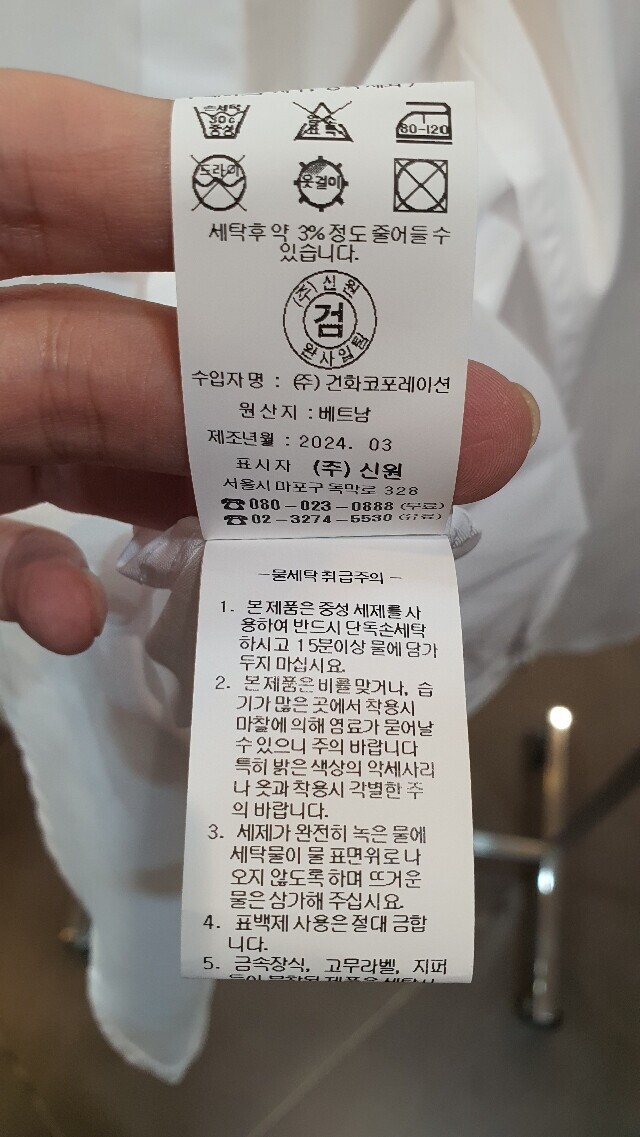 손세탁
30℃
중성
염소
표백
80-120
드라이
옷걸이
세탁후 약 3% 정도 줄어들 수
있습니다.
(주)신원
검
완사입팀
수입자명 : (주) 건화코포레이션
원산지 : 베트남
제조년월 : 2024. 03
표시자 (주) 신원
서울시 마포구 독막로 328
☎080-023-0888 (무료)
☎02-3274-5530 (유료)
-물세탁 취급주의-
1. 본 제품은 중성 세제를 사
용하여 반드시 단독손세탁
하시고 15분이상 물에 담가
두지 마십시요.
2. 본 제품은 비를 맞거나, 습
기가 많은 곳에서 착용시
마찰에 의해 염료가 묻어날
수 있으니 주의 바랍니다
특히 밝은 색상의 악세사리
나 옷과 착용시 각별한 주
의 바랍니다.
3. 세제가 완전히 녹은 물에
세탁물이 물 표면위로 나
오지 않도록 하며 뜨거운
물은 삼가해 주십시요.
4. 표백제 사용은 절대 금합
니다.
5. 금속장식, 고무라벨, 지퍼